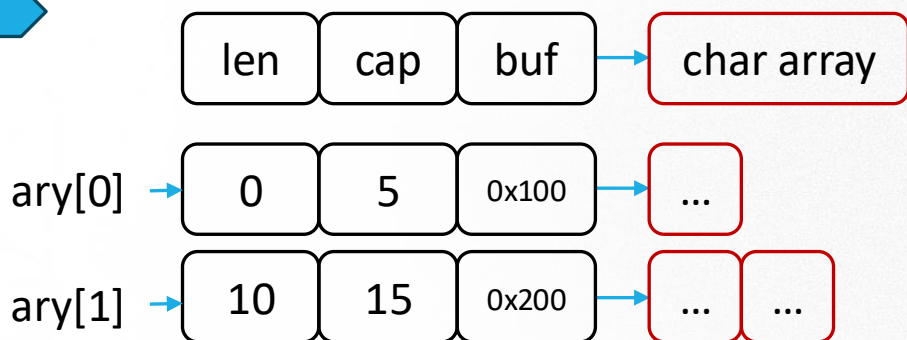 len cap buf char array
ary[0] 0 5 0x100 ...
ary[1] 10 15 0x200 ... ...